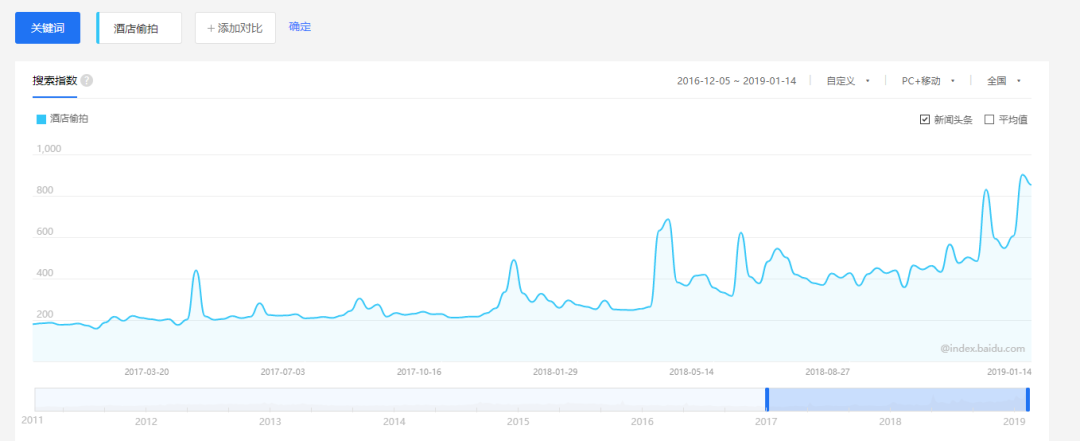 关键词 酒店偷拍 + 添加对比 确定
搜索指数 ? 2016-12-05 ~ 2019-01-14 自定义 PC+移动 全国
酒店偷拍 新闻头条 平均值
1,000
800
600
400
200
@index.baidu.com
2017-03-20 2017-07-03 2017-10-16 2018-01-29 2018-05-14 2018-08-27 2019-01-14
2011 2012 2013 2014 2015 2016 2017 2018 2019